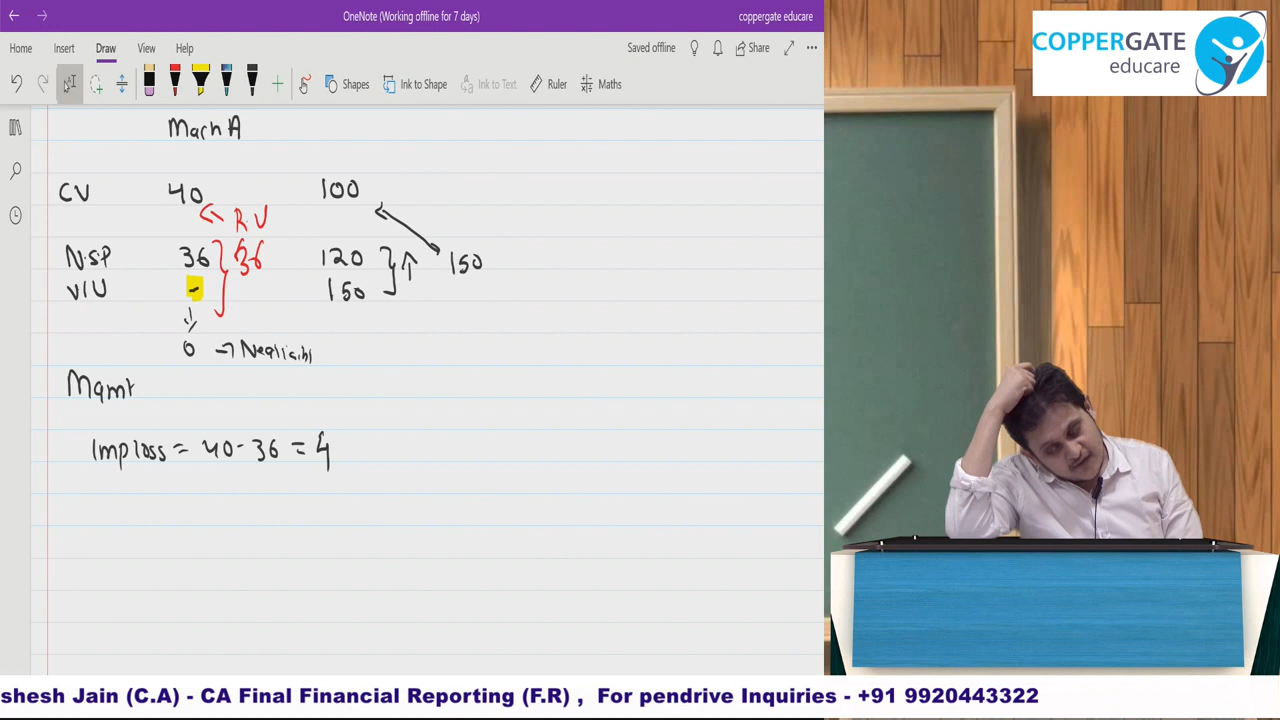 OneNote (Working offline for 7 days)
coppergate educare
Home Insert Draw View Help
Saved offline Share
Shapes Ink to Shape Ink to Text Ruler Maths
COPPERGATE
educare
Mach A
CV 40 100
R.V
N.SP 36 36 120 150
VIU - 150
0 → Negligible
Mgmt
Imp loss = 40 - 36 = 4
shesh Jain (C.A) - CA Final Financial Reporting (F.R) , For pendrive Inquiries - +91 9920443322